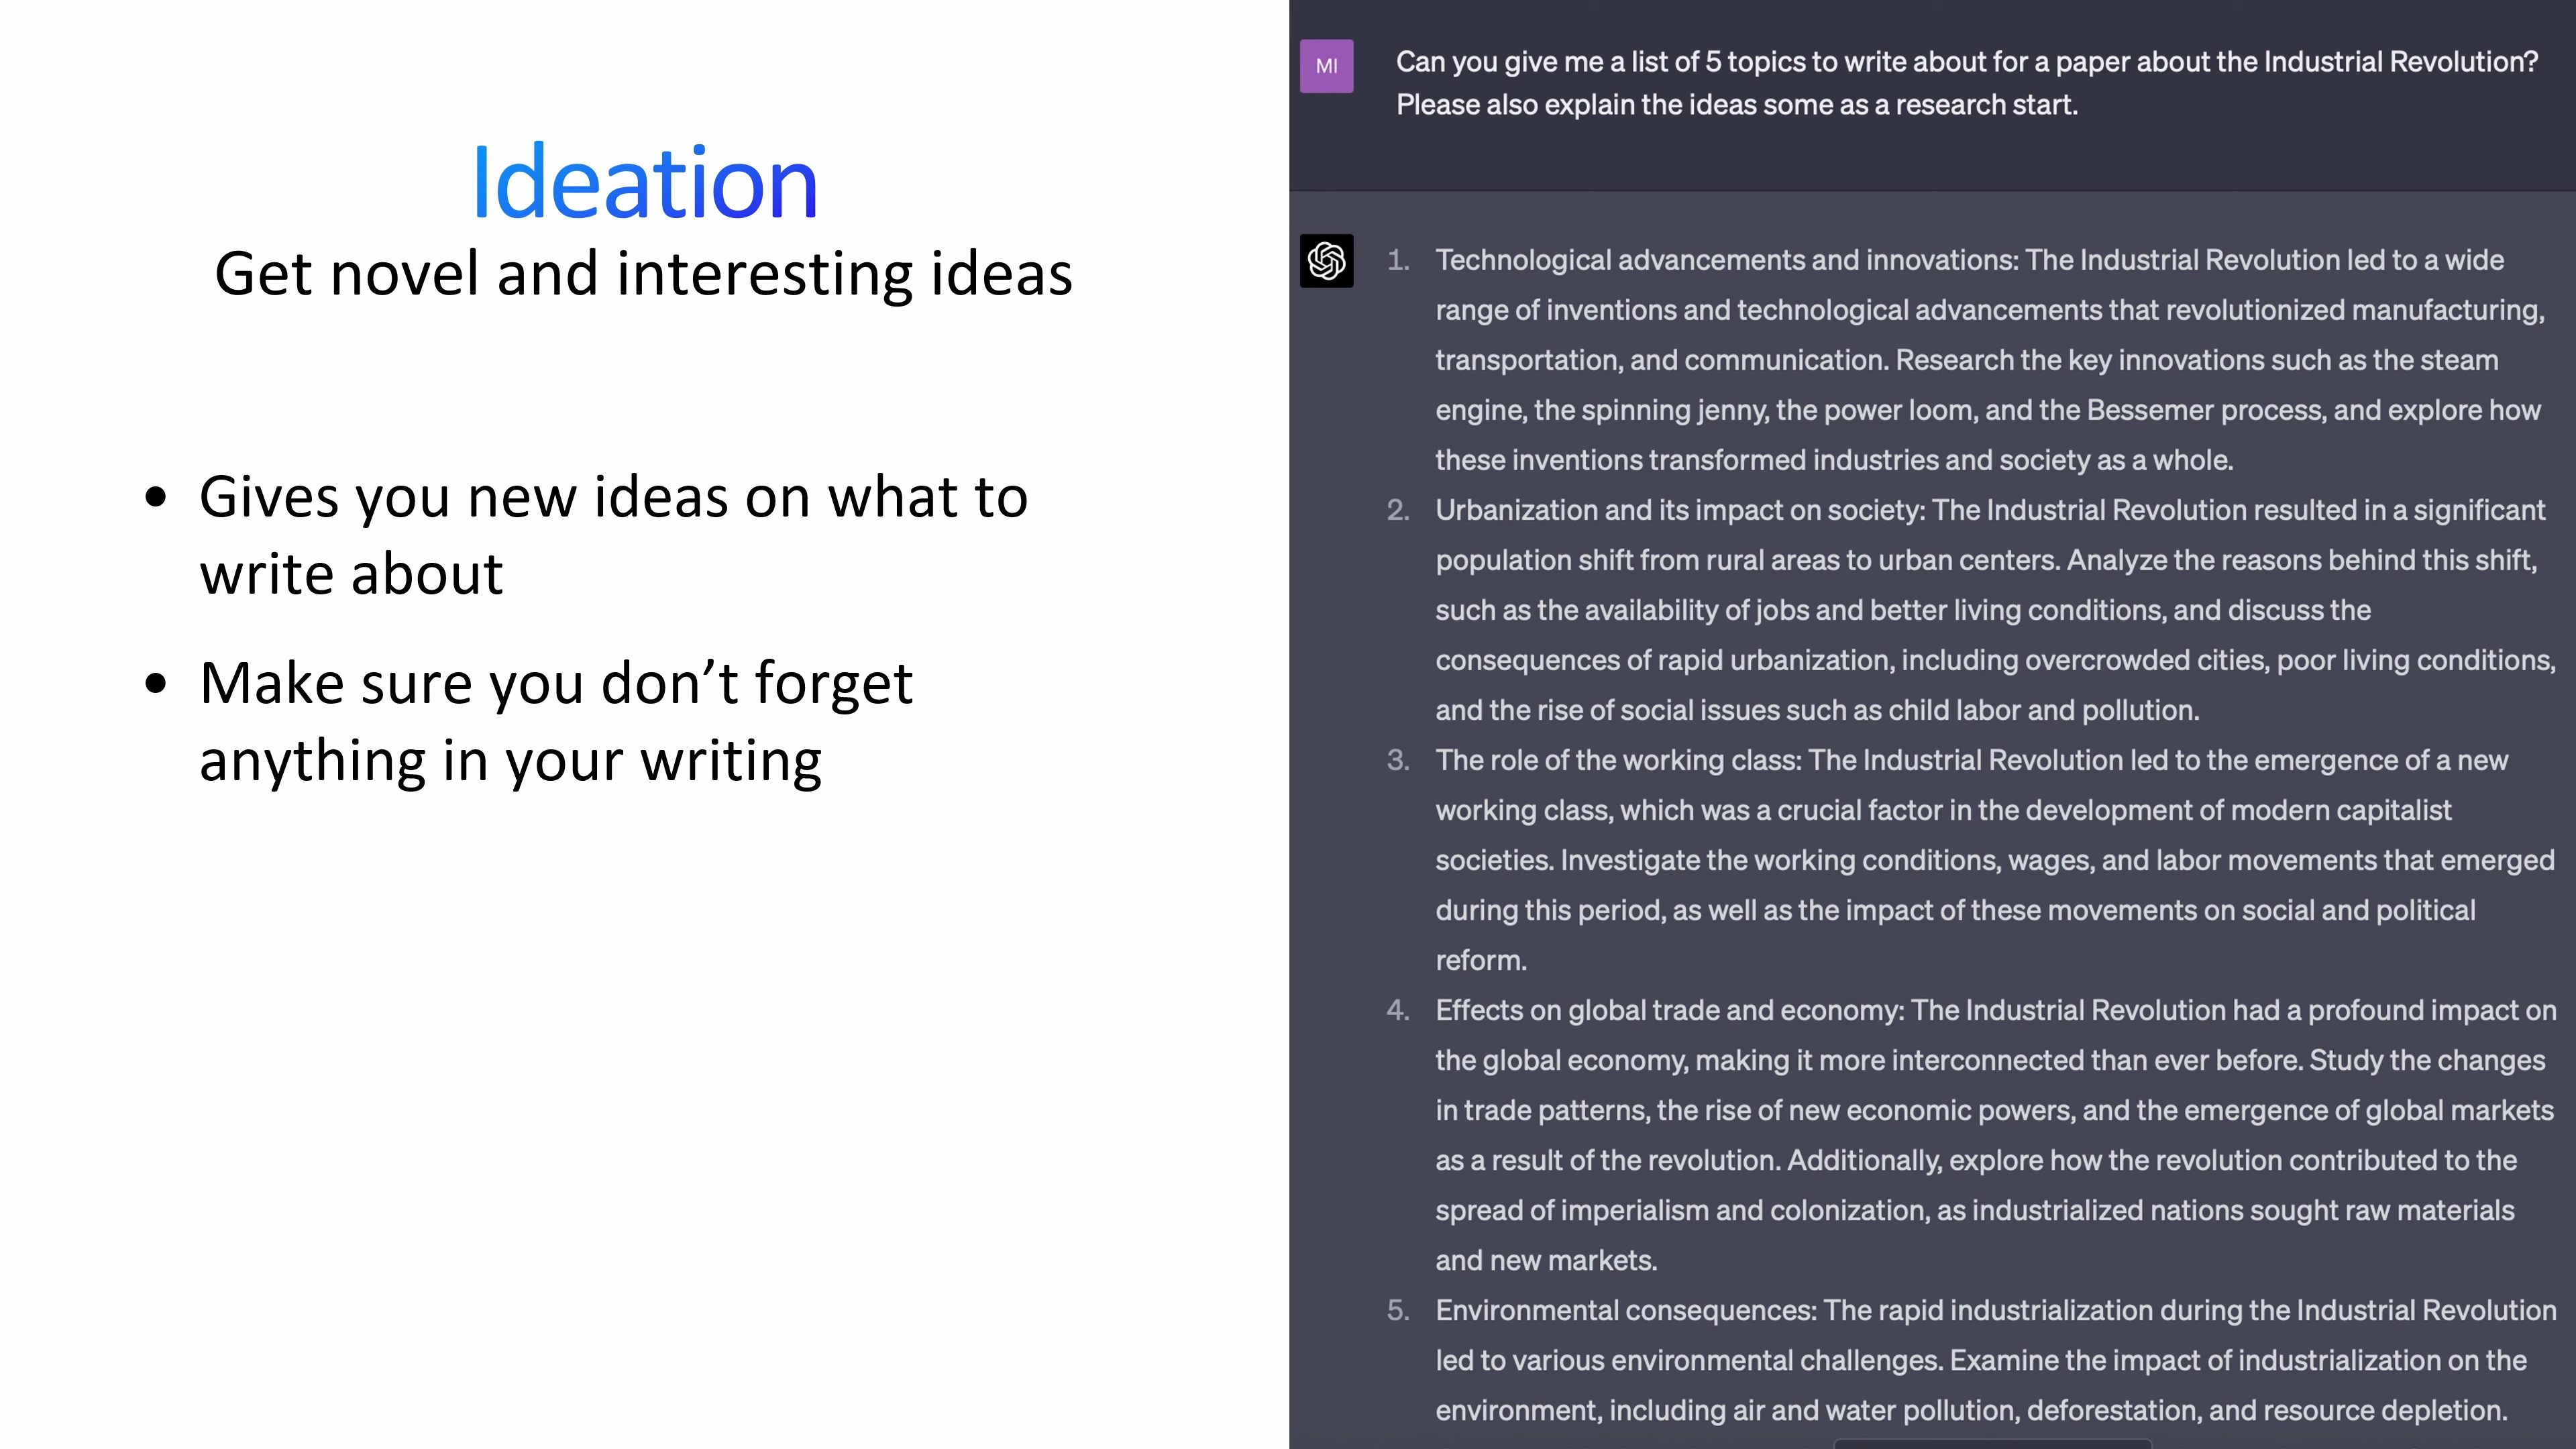 Ideation
Get novel and interesting ideas
• Gives you new ideas on what to
write about
• Make sure you don’t forget
anything in your writing
MI
Can you give me a list of 5 topics to write about for a paper about the Industrial Revolution?
Please also explain the ideas some as a research start.
1. Technological advancements and innovations: The Industrial Revolution led to a wide
range of inventions and technological advancements that revolutionized manufacturing,
transportation, and communication. Research the key innovations such as the steam
engine, the spinning jenny, the power loom, and the Bessemer process, and explore how
these inventions transformed industries and society as a whole.
2. Urbanization and its impact on society: The Industrial Revolution resulted in a significant
population shift from rural areas to urban centers. Analyze the reasons behind this shift,
such as the availability of jobs and better living conditions, and discuss the
consequences of rapid urbanization, including overcrowded cities, poor living conditions,
and the rise of social issues such as child labor and pollution.
3. The role of the working class: The Industrial Revolution led to the emergence of a new
working class, which was a crucial factor in the development of modern capitalist
societies. Investigate the working conditions, wages, and labor movements that emerged
during this period, as well as the impact of these movements on social and political
reform.
4. Effects on global trade and economy: The Industrial Revolution had a profound impact on
the global economy, making it more interconnected than ever before. Study the changes
in trade patterns, the rise of new economic powers, and the emergence of global markets
as a result of the revolution. Additionally, explore how the revolution contributed to the
spread of imperialism and colonization, as industrialized nations sought raw materials
and new markets.
5. Environmental consequences: The rapid industrialization during the Industrial Revolution
led to various environmental challenges. Examine the impact of industrialization on the
environment, including air and water pollution, deforestation, and resource depletion.